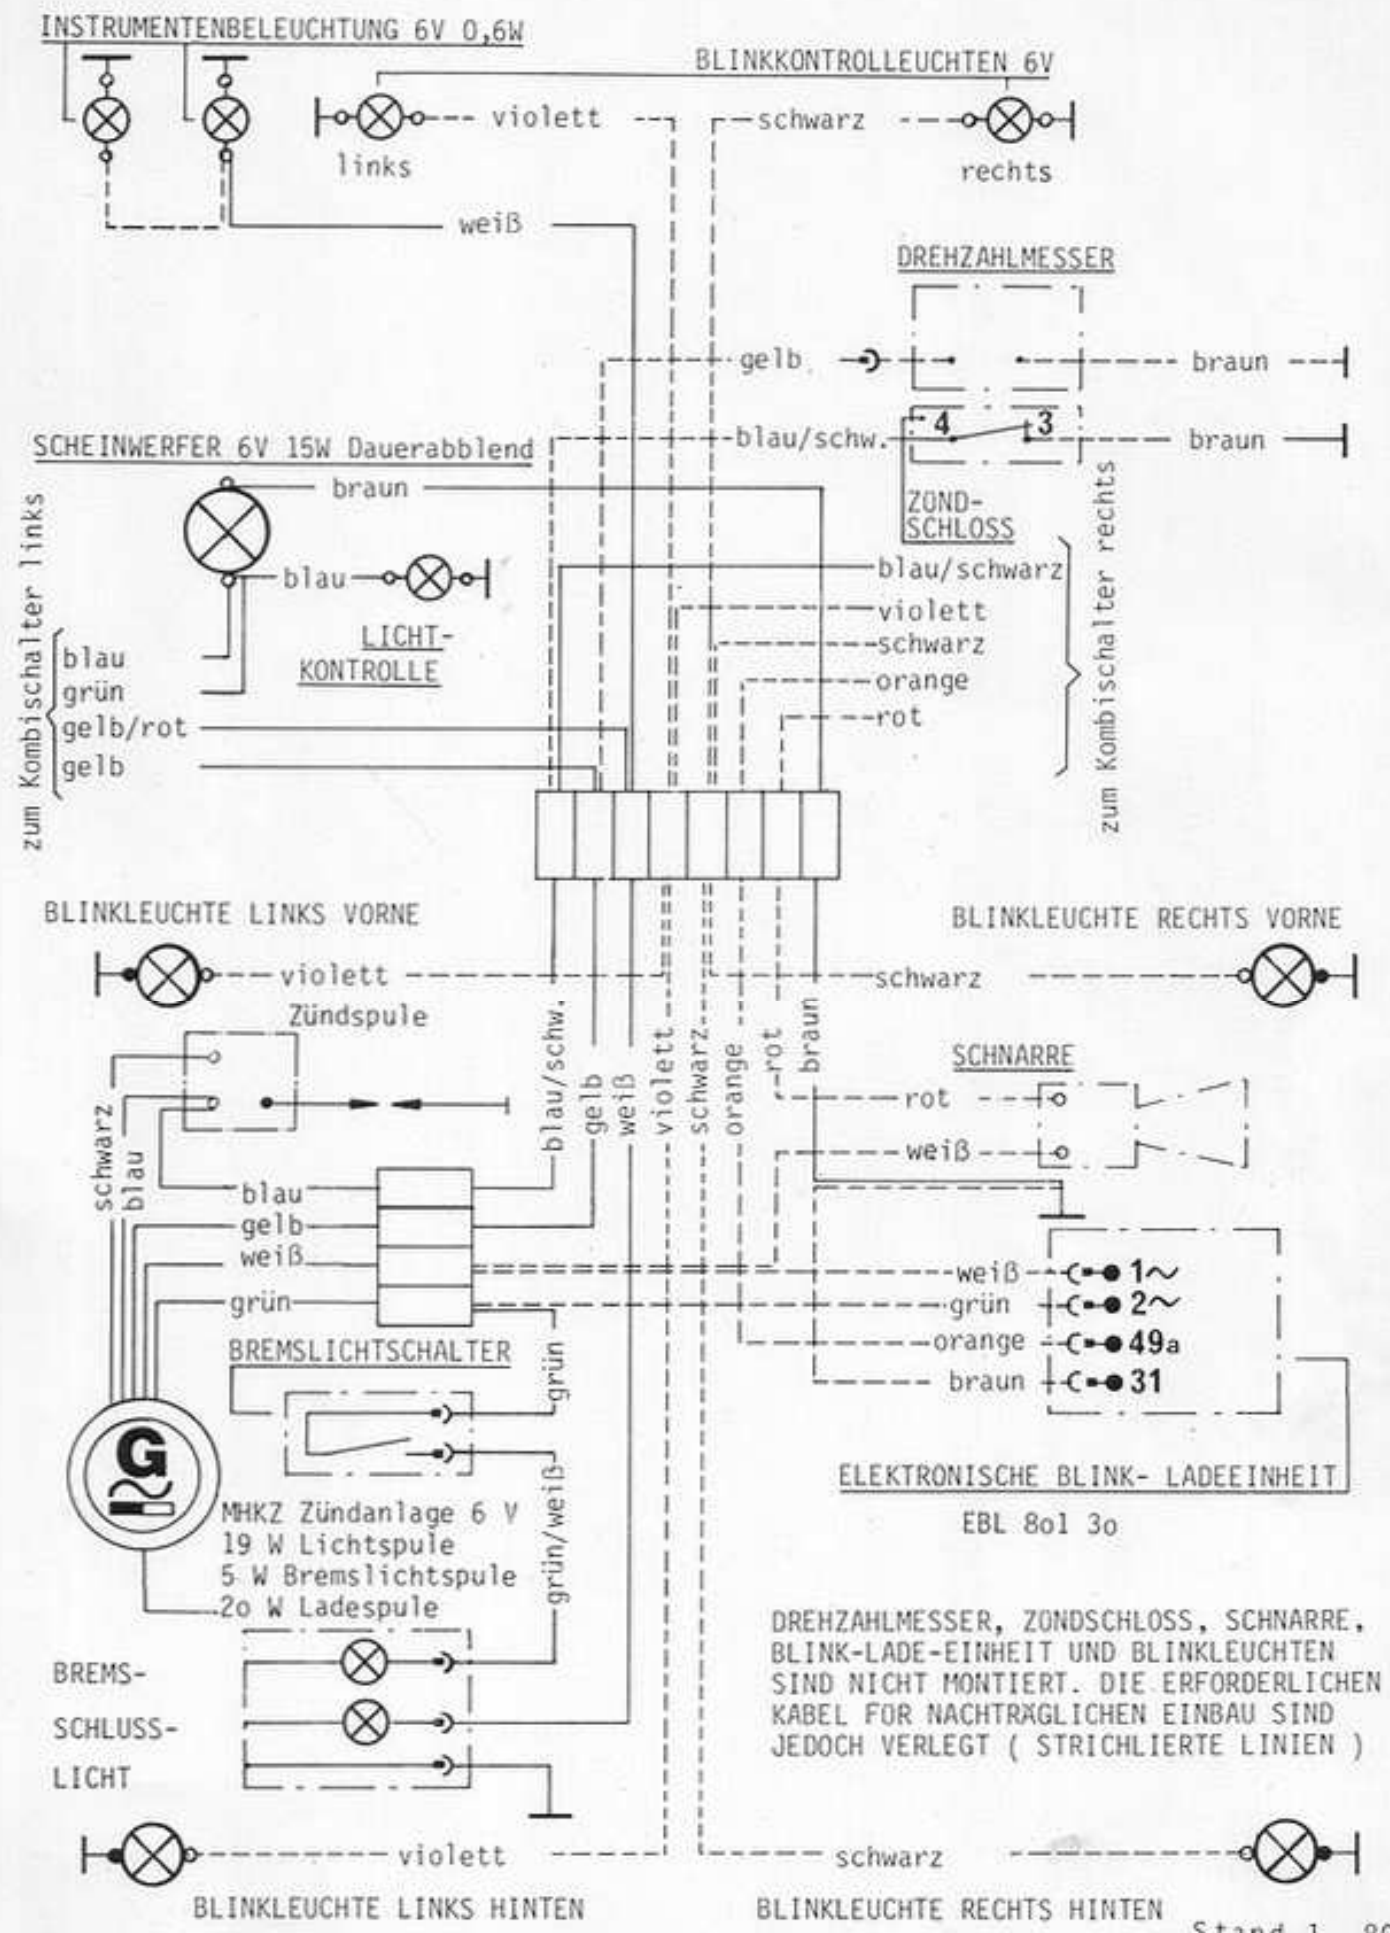 INSTRUMENTENBELEUCHTUNG 6V 0,6W
BLINKKONTROLLEUCHTEN 6V
violett
schwarz
links
rechts
weiß
DREHZAHLMESSER
gelb
braun
4
3
blau/schw.
braun
SCHEINWERFER 6V 15W Dauerabblend
braun
ZÜND-
SCHLOSS
blau
LICHT-
KONTROLLE
zum Kombischalter links
blau
grün
gelb/rot
gelb
blau/schwarz
violett
schwarz
orange
rot
zum Kombischalter rechts
BLINKLEUCHTE LINKS VORNE
BLINKLEUCHTE RECHTS VORNE
violett
schwarz
Zündspule
blau/schw.
gelb
weiß
violett
schwarz
orange
rot
braun
SCHNARRE
rot
weiß
schwarz
blau
blau
gelb
weiß
grün
weiß 1~
grün 2~
orange 49a
braun 31
BREMSLICHTSCHALTER
grün
grün/weiß
G
ELEKTRONISCHE BLINK- LADEEINHEIT
EBL 8o1 3o
MHKZ Zündanlage 6 V
19 W Lichtspule
5 W Bremslichtspule
2o W Ladespule
BREMS-
SCHLUSS-
LICHT
DREHZAHLMESSER, ZÜNDSCHLOSS, SCHNARRE,
BLINK-LADE-EINHEIT UND BLINKLEUCHTEN
SIND NICHT MONTIERT. DIE ERFORDERLICHEN
KABEL FÜR NACHTRÄGLICHEN EINBAU SIND
JEDOCH VERLEGT ( STRICHLIERTE LINIEN )
violett
schwarz
BLINKLEUCHTE LINKS HINTEN
BLINKLEUCHTE RECHTS HINTEN
Stand 1